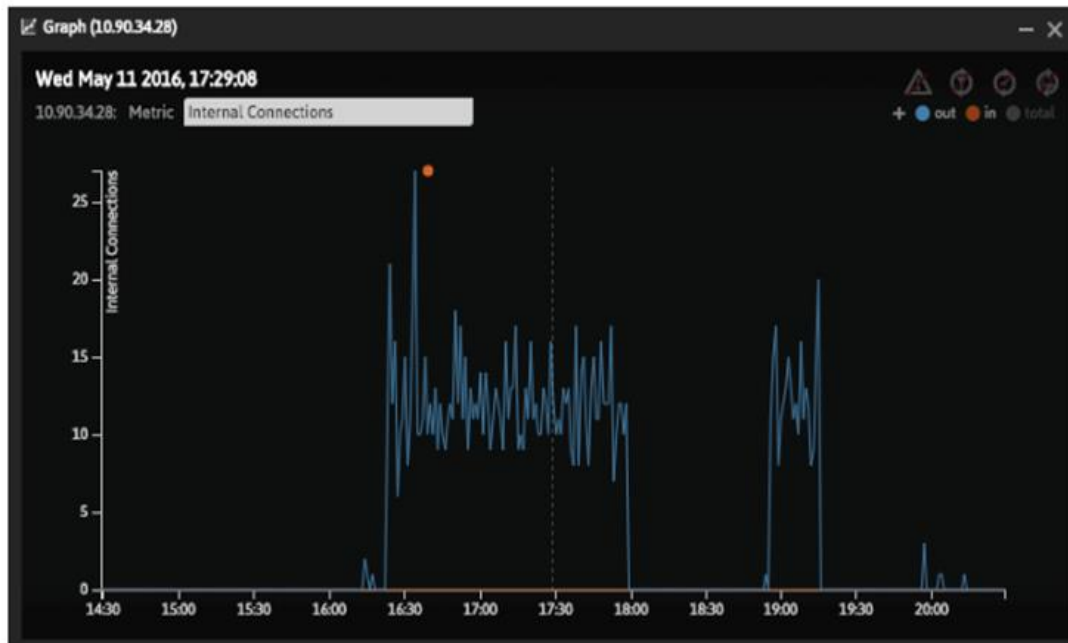 Graph (10.90.34.28)
Wed May 11 2016, 17:29:08
10.90.34.28: Metric Internal Connections
+ out in total
Internal Connections
25
20
15
10
5
0
14:30 15:00 15:30 16:00 16:30 17:00 17:30 18:00 18:30 19:00 19:30 20:00